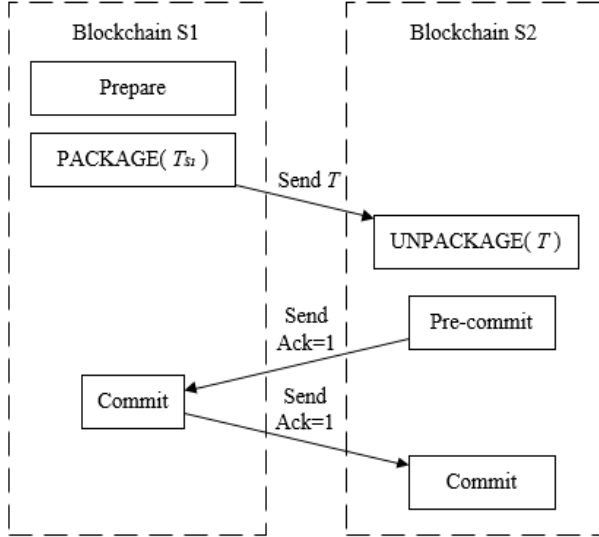 Blockchain S1
Blockchain S2
Prepare
PACKAGE( Ts1 )
Send T
UNPACKAGE( T )
Send
Ack=1
Pre-commit
Commit
Send
Ack=1
Commit